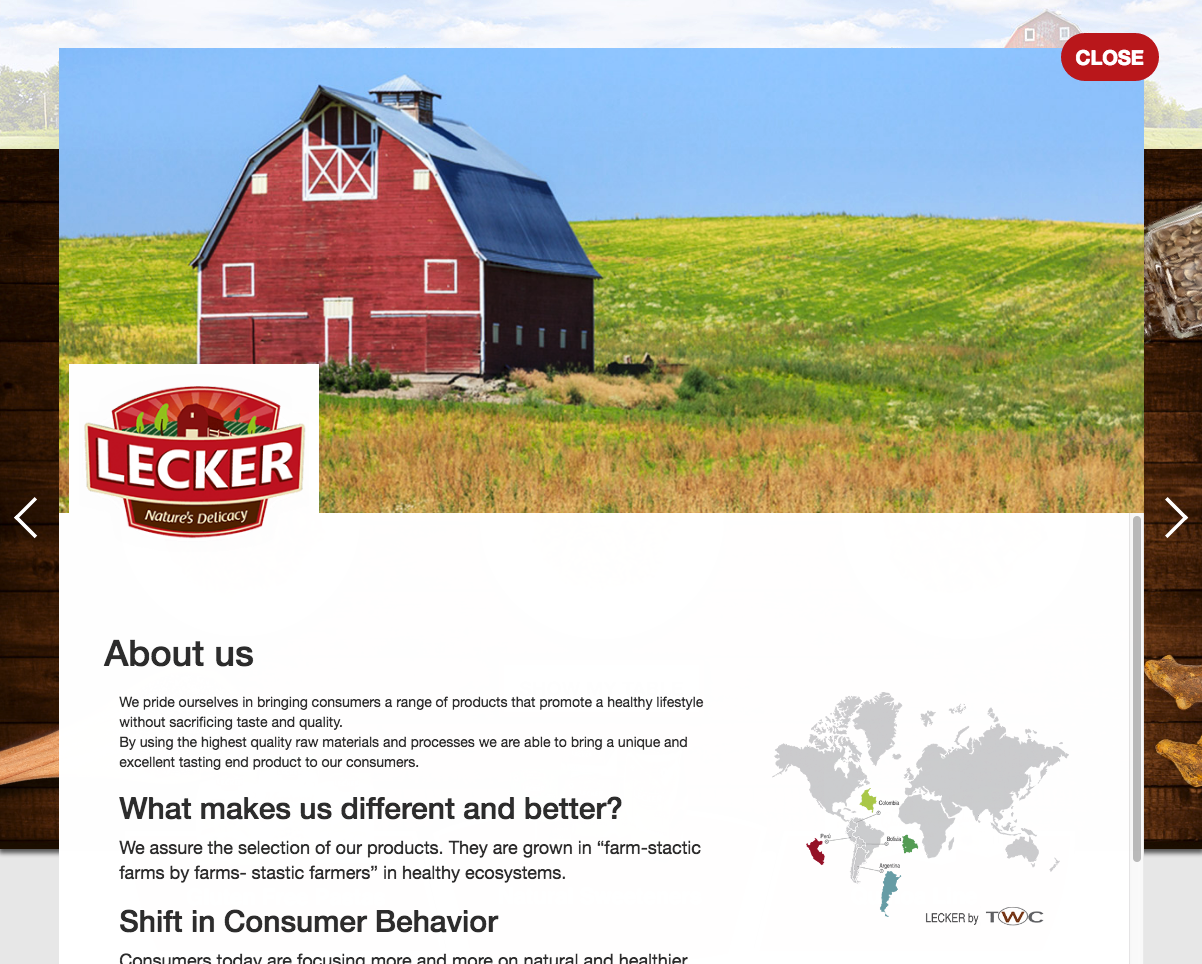 CLOSE
LECKER
Nature's Delicacy
About us
We pride ourselves in bringing consumers a range of products that promote a healthy lifestyle
without sacrificing taste and quality.
By using the highest quality raw materials and processes we are able to bring a unique and
excellent tasting end product to our consumers.
What makes us different and better?
We assure the selection of our products. They are grown in “farm-stactic
farms by farms- stastic farmers” in healthy ecosystems.
Shift in Consumer Behavior
Consumers today are focusing more and more on natural and healthier
Colombia
Perú
Bolivia
Argentina
LECKER by TWC